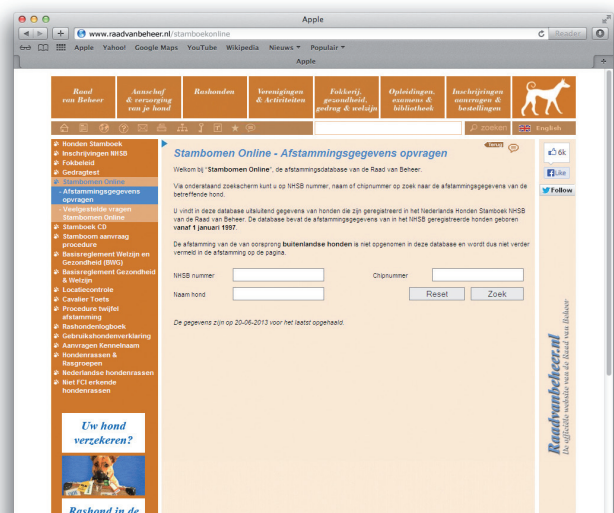 Apple
www.raadvanbeheer.nl/stamboekonline
Reader
Apple Yahoo! Google Maps YouTube Wikipedia Nieuws Populair
Apple
Raad
van Beheer
Aanschaf
& verzorging
van je hond
Rashonden
Verenigingen
& Activiteiten
Fokkerij,
gezondheid,
gedrag & welzijn
Opleidingen,
examens &
bibliotheek
Inschrijvingen
aanvragen &
bestellingen
zoeken
English
Honden Stamboek
Inschrijvingen NHSB
Fokbeleid
Gedragtest
Stambomen Online
- Afstammingsgegevens
opvragen
- Veelgestelde vragen
Stambomen Online
Stamboek CD
Stamboom aanvraag
procedure
Basisreglement Welzijn en
Gezondheid (BWG)
Basisreglement Gezondheid
& Welzijn
Locatiecontrole
Cavalier Toets
Procedure twijfel
afstamming
Rashondenlogboek
Gebruikshondenverklaring
Aanvragen Kennelnaam
Hondenrassen &
Rasgroepen
Nederlandse hondenrassen
Niet FCI erkende
hondenrassen
Uw hond
verzekeren?
Rashond in de
Terug
Stambomen Online - Afstammingsgegevens opvragen
Welkom bij "Stambomen Online", de afstammingsdatabase van de Raad van Beheer.
Via onderstaand zoekscherm kunt u op NHSB nummer, naam of chipnummer op zoek naar de afstammingsgegevens van de
betreffende hond.
U vindt in deze database uitsluitend gegevens van honden die zijn geregistreerd in het Nederlands Honden Stamboek NHSB
van de Raad van Beheer. De database bevat de afstammingsgegevens van in het NHSB geregistreerde honden geboren
vanaf 1 januari 1997.
De afstamming van de van oorsprong buitenlandse honden is niet opgenomen in deze database en wordt dus niet verder
vermeld in de afstamming op de pagina.
NHSB nummer
Chipnummer
Naam hond
Reset
Zoek
De gegevens zijn op 20-06-2013 voor het laatst opgehaald.
6k
Like
Follow
Raadvanbeheer.nl
De officiële website van de Raad van Beheer